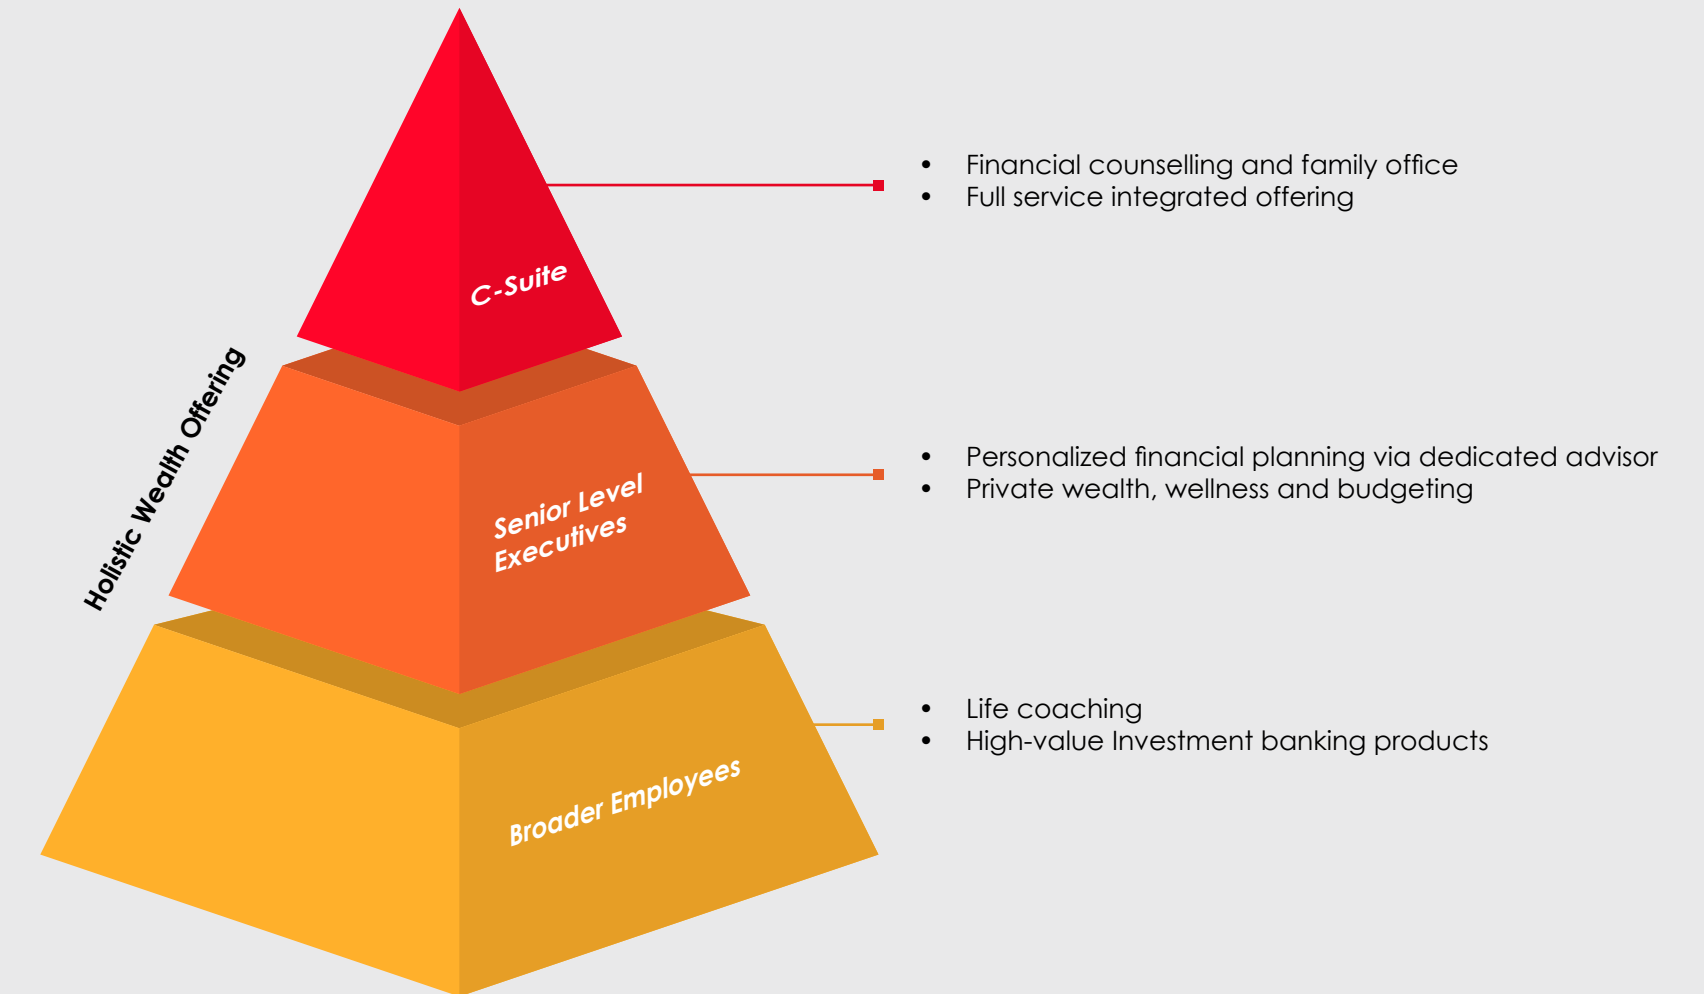 C-Suite
• Financial counselling and family office
• Full service integrated offering
Holistic Wealth Offering
Senior Level
Executives
• Personalized financial planning via dedicated advisor
• Private wealth, wellness and budgeting
Broader Employees
• Life coaching
• High-value Investment banking products